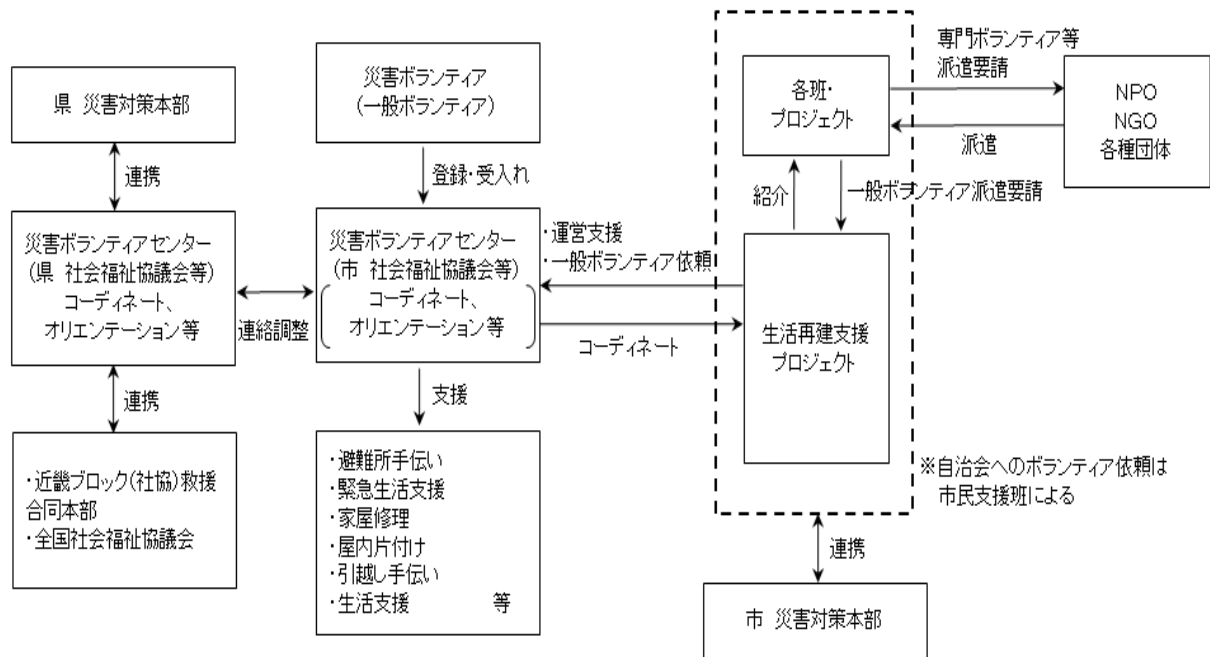 県 災害対策本部
連携
災害ボランティアセンター
(県 社会福祉協議会等)
コーディネート、
オリエンテーション等
連携
・近畿ブロック(社協)救援
合同本部
・全国社会福祉協議会
連絡調整
災害ボランティア
(一般ボランティア)
登録・受入れ
災害ボランティアセンター
(市 社会福祉協議会等)
コーディネート、
オリエンテーション等
支援
・避難所手伝い
・緊急生活支援
・家屋修理
・屋内片付け
・引越し手伝い
・生活支援 等
・運営支援
・一般ボランティア依頼
コーディネート
各班・
プロジェクト
紹介
一般ボランティア派遣要請
生活再建支援
プロジェクト
専門ボランティア等
派遣要請
派遣
NPO
NGO
各種団体
※自治会へのボランティア依頼は
市民支援班による
連携
市 災害対策本部